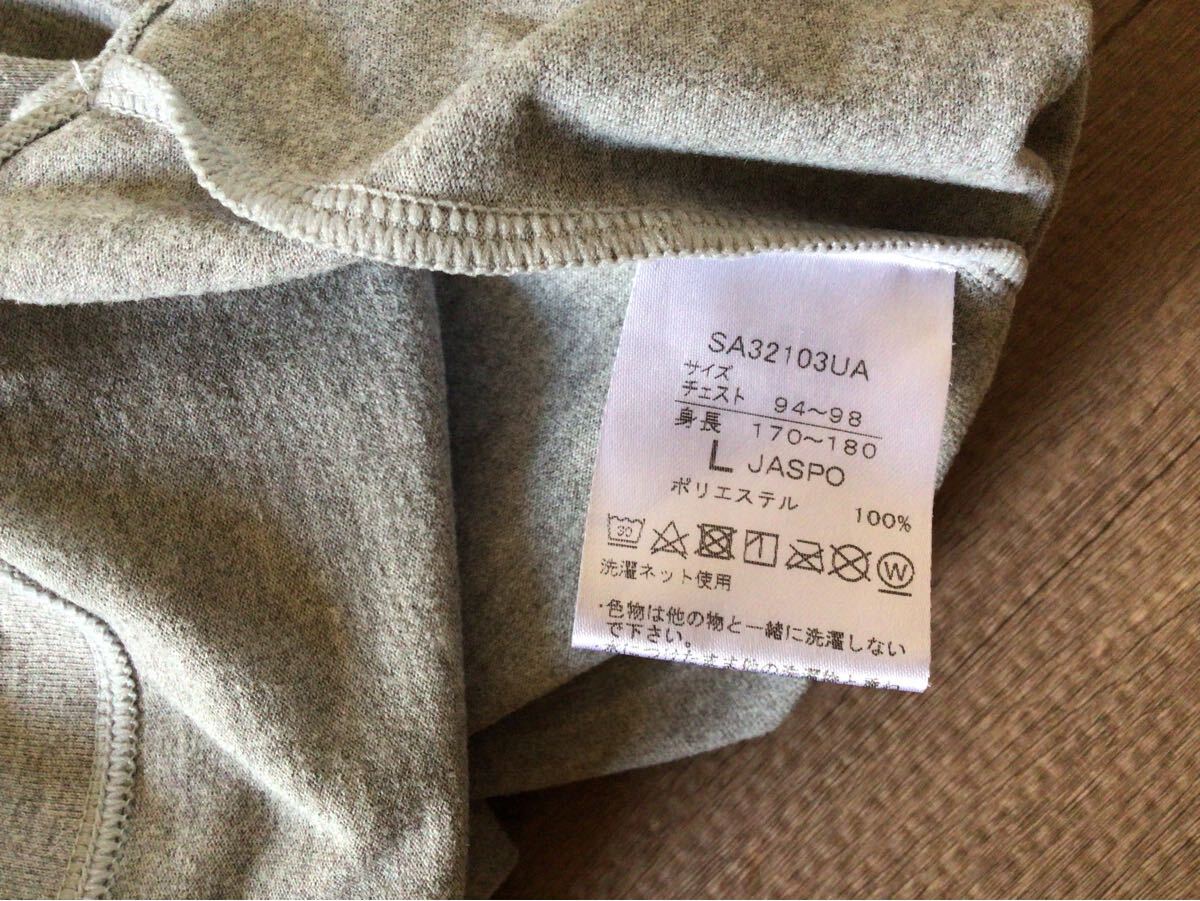 SA32103UA
サイズ
チェスト 94～98
身長 170～180
L JASPO
ポリエステル 100%
30 W
洗濯ネット使用
・色物は他の物と一緒に洗濯しない
で下さい。